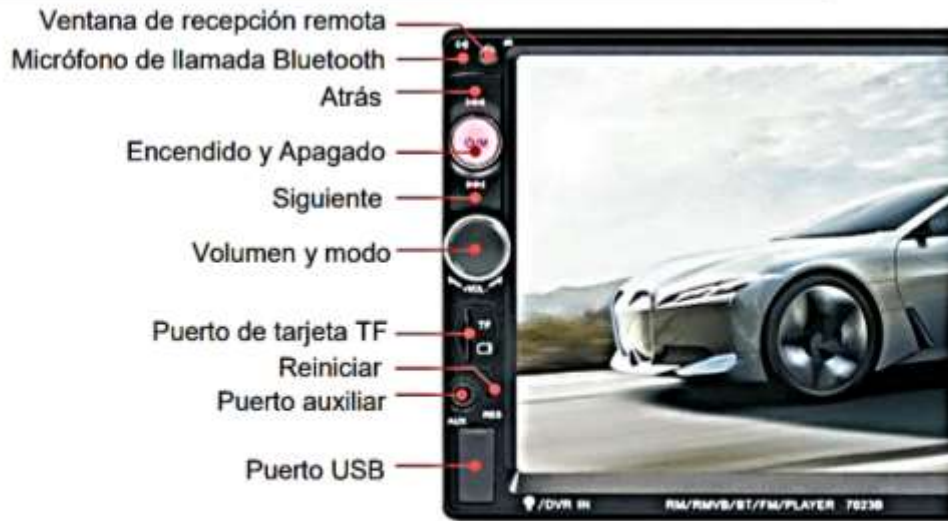 Ventana de recepción remota
Micrófono de llamada Bluetooth
Atrás
Encendido y Apagado
Siguiente
Volumen y modo
VOL
Puerto de tarjeta TF
TF
Reiniciar
Puerto auxiliar
AUX RES
Puerto USB
/DVR IN RM/RMVB/BT/FM/PLAYER 7023B